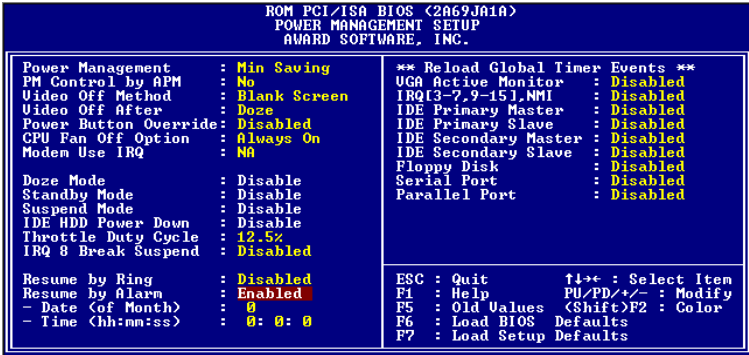 ROM PCI/ISA BIOS (2A69JA1A)
POWER MANAGEMENT SETUP
AWARD SOFTWARE, INC.
Power Management : Min Saving
PM Control by APM : No
Video Off Method : Blank Screen
Video Off After : Doze
Power Button Override: Disabled
CPU Fan Off Option : Always On
Modem Use IRQ : NA
Doze Mode : Disable
Standby Mode : Disable
Suspend Mode : Disable
IDE HDD Power Down : Disable
Throttle Duty Cycle : 12.5%
IRQ 8 Break Suspend : Disabled
Resume by Ring : Disabled
Resume by Alarm : Enabled
- Date (of Month) : 0
- Time (hh:mm:ss) : 0: 0: 0
** Reload Global Timer Events **
VGA Active Monitor : Disabled
IRQ[3-7,9-15],NMI : Disabled
IDE Primary Master : Disabled
IDE Primary Slave : Disabled
IDE Secondary Master : Disabled
IDE Secondary Slave : Disabled
Floppy Disk : Disabled
Serial Port : Disabled
Parallel Port : Disabled
ESC : Quit ↑↓→← : Select Item
F1 : Help PU/PD/+/- : Modify
F5 : Old Values (Shift)F2 : Color
F6 : Load BIOS Defaults
F7 : Load Setup Defaults